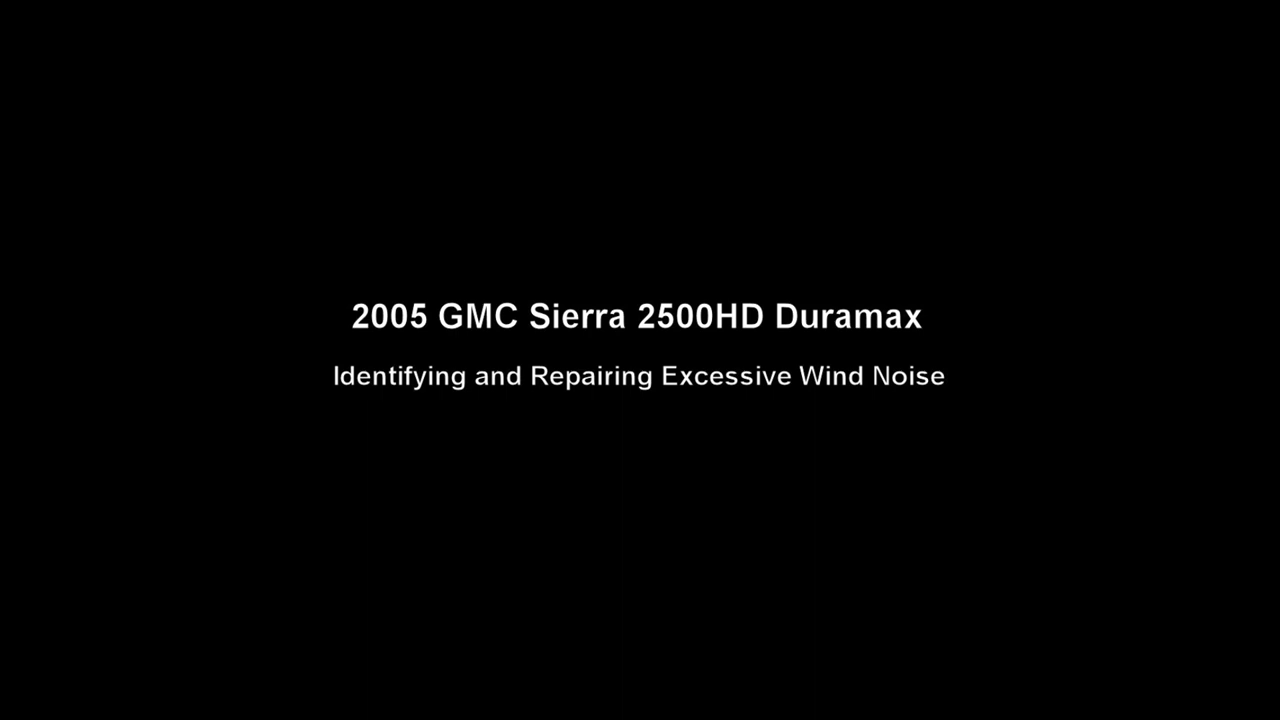 2005 GMC Sierra 2500HD Duramax
Identifying and Repairing Excessive Wind Noise